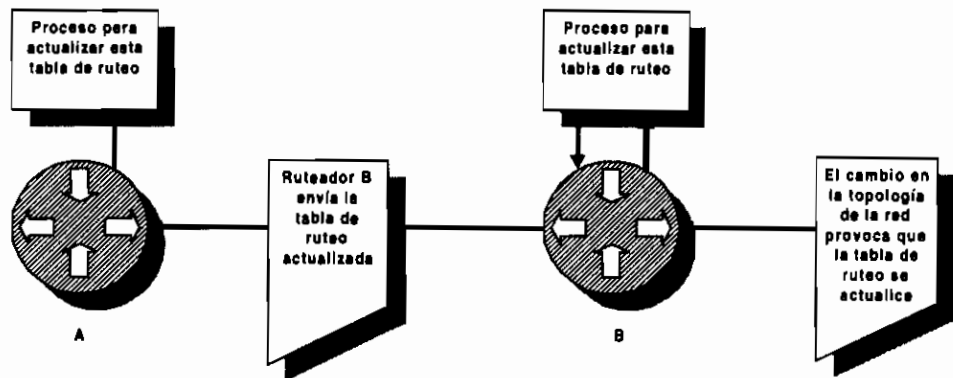 Proceso pera
actualizar esta
tabla de ruteo
Proceso para
actualizar esta
tabla de ruteo
Ruteador B
envía la
tabla de
ruteo
actualizada
El cambio en
la topología
de la red
provoca que
la tabla de
ruteo se
actualice
A
B